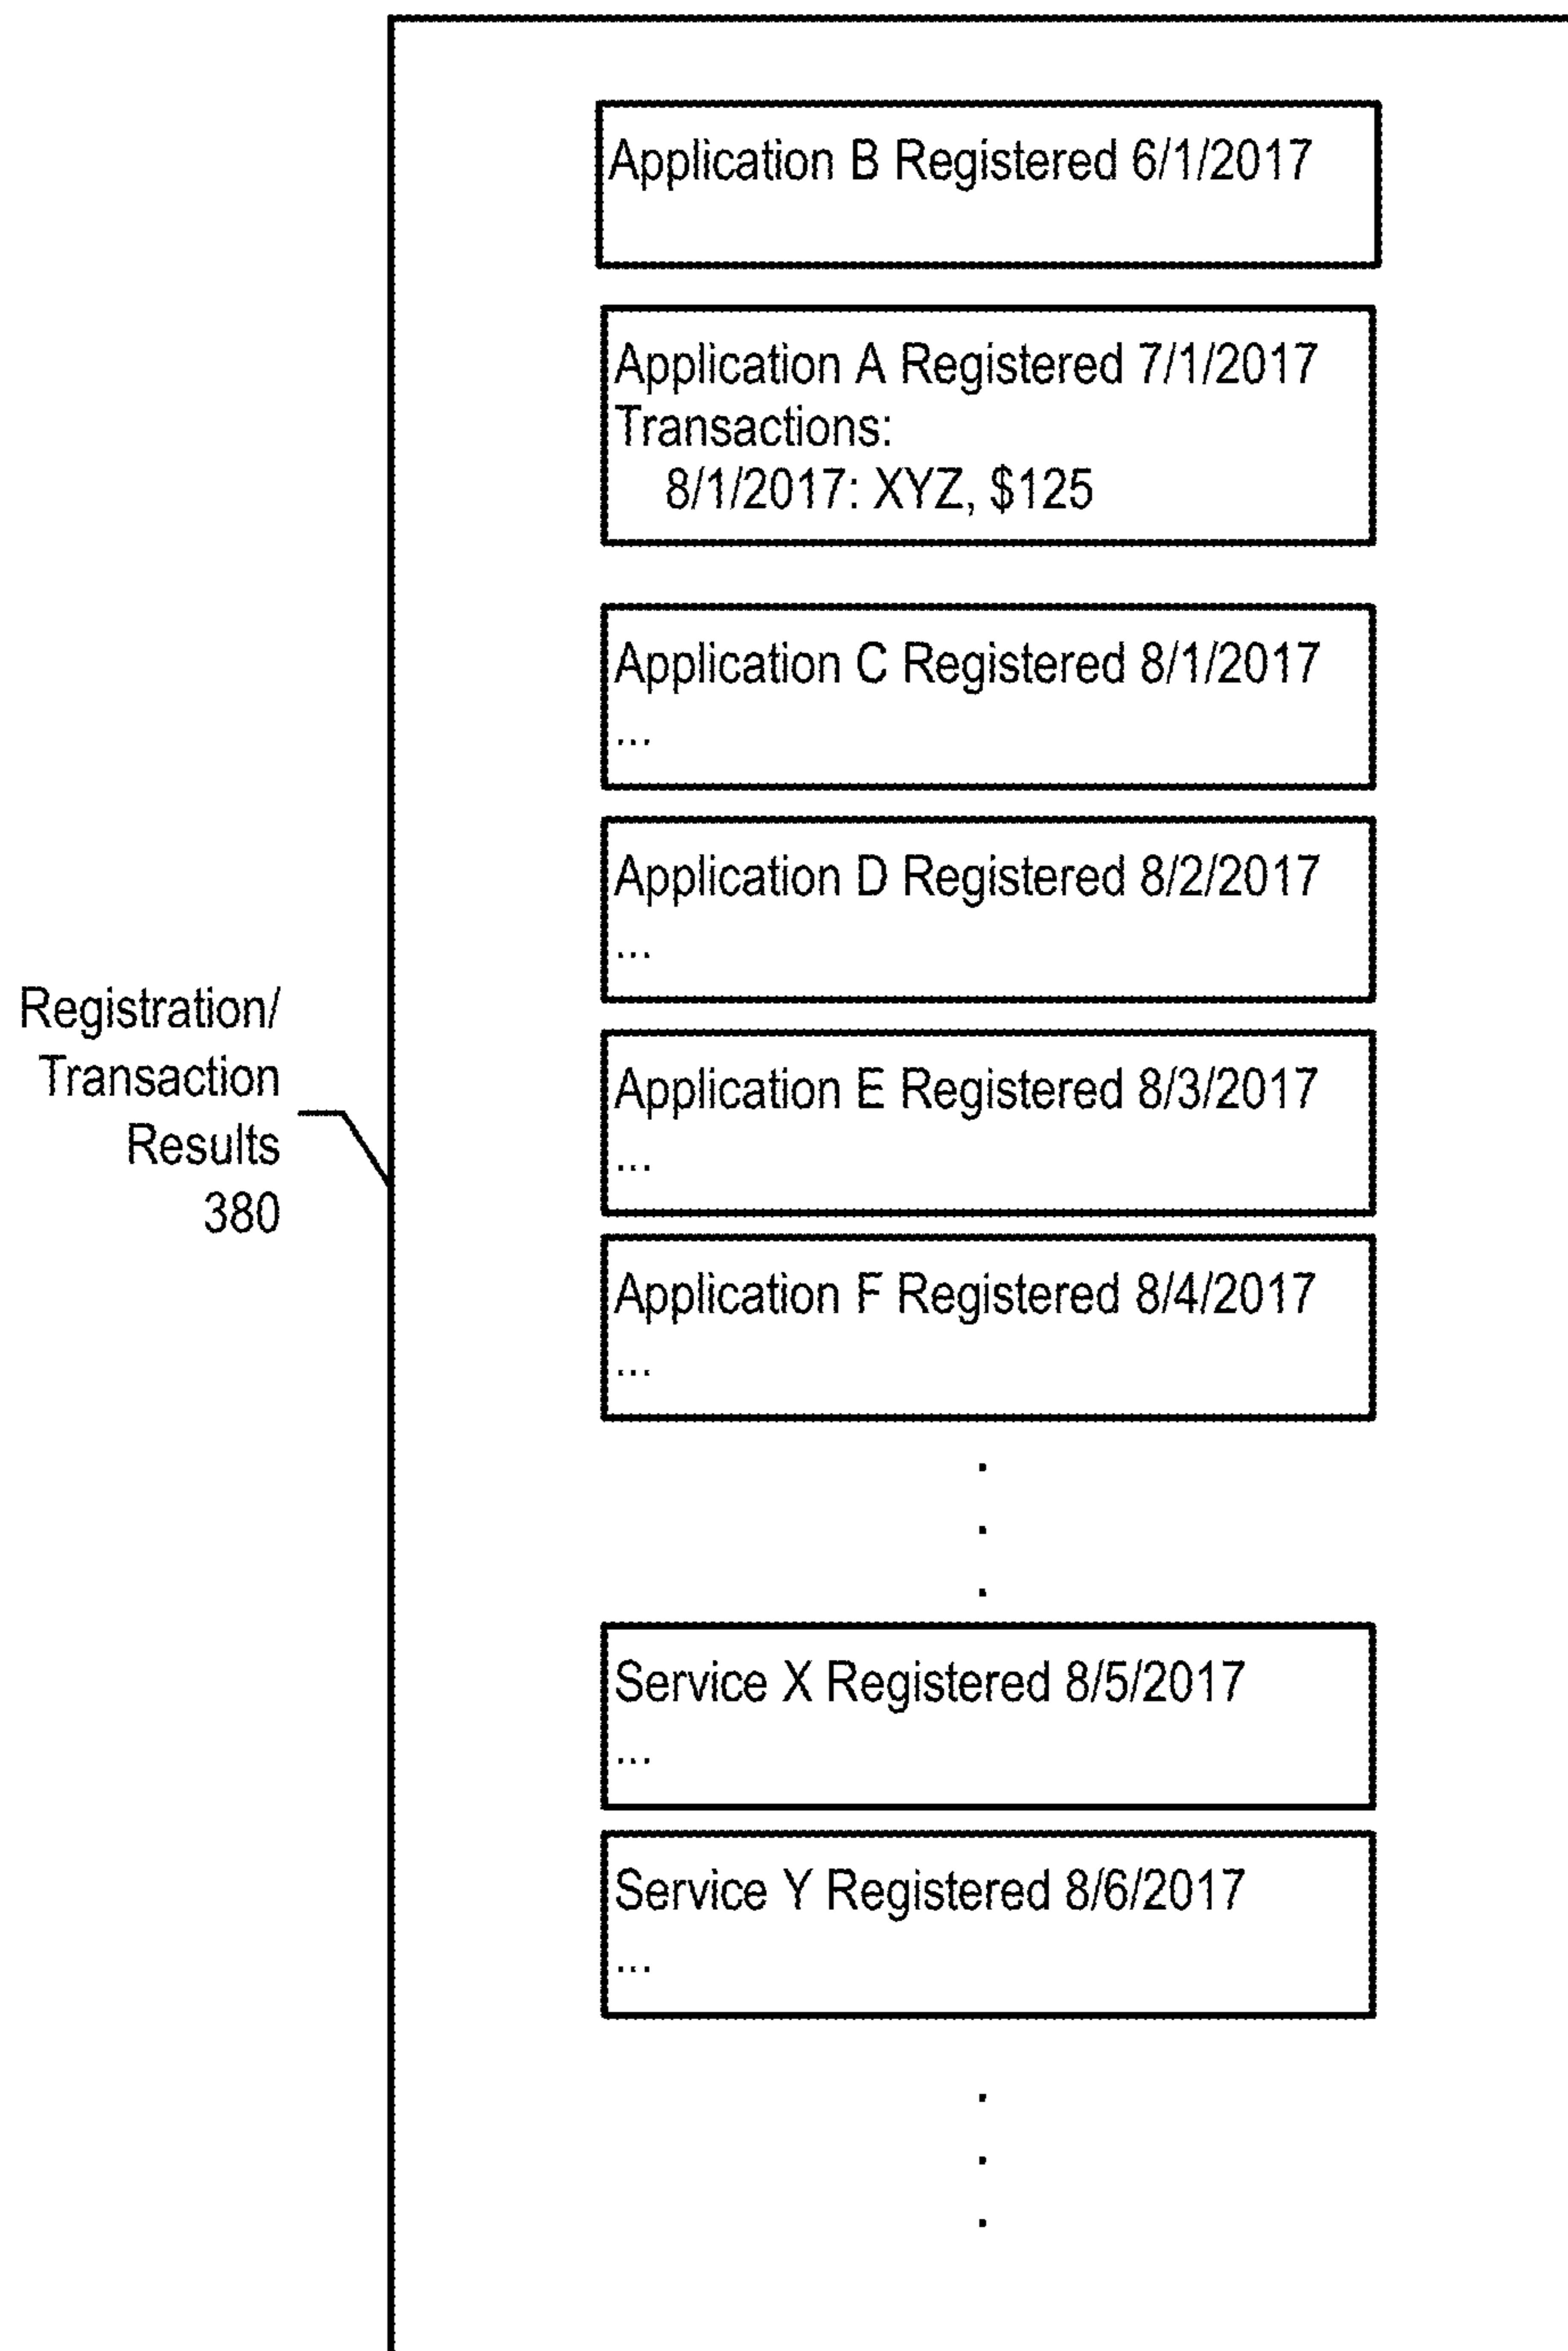 Application B Registered 6/1/2017
Application A Registered 7/1/2017
Transactions:
8/1/2017: XYZ, $125
Application C Registered 8/1/2017
...
Application D Registered 8/2/2017
...
Registration/
Transaction
Results
380
Application E Registered 8/3/2017
...
Application F Registered 8/4/2017
...
Service X Registered 8/5/2017
...
Service Y Registered 8/6/2017
...